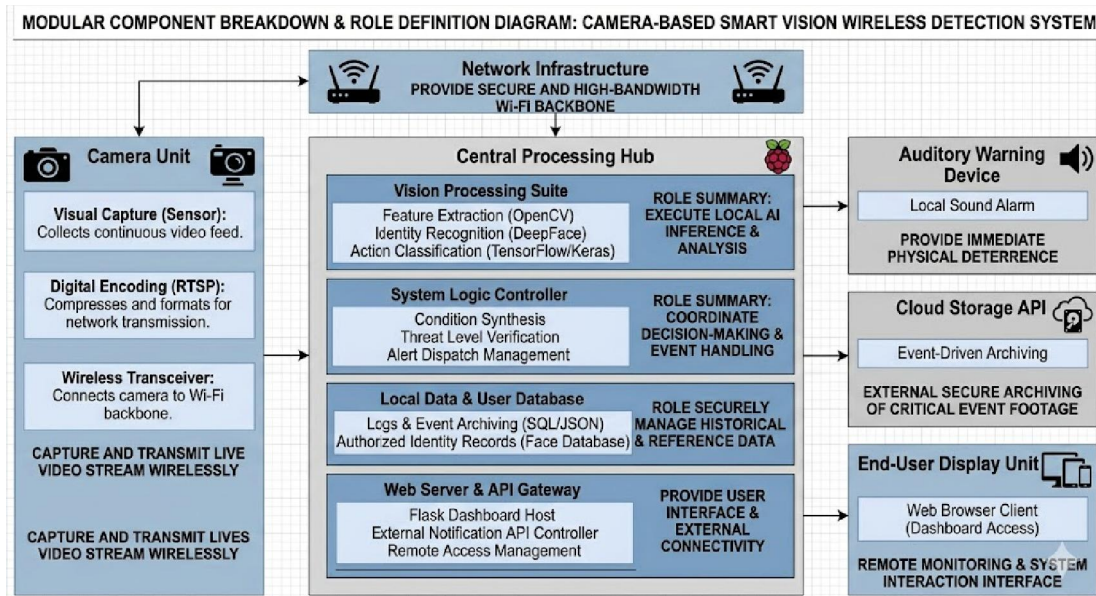 MODULAR COMPONENT BREAKDOWN & ROLE DEFINITION DIAGRAM: CAMERA-BASED SMART VISION WIRELESS DETECTION SYSTEM
Network Infrastructure
PROVIDE SECURE AND HIGH-BANDWIDTH
Wi-Fi BACKBONE
Camera Unit
Visual Capture (Sensor):
Collects continuous video feed.
Digital Encoding (RTSP):
Compresses and formats for
network transmission.
Wireless Transceiver:
Connects camera to Wi-Fi
backbone.
CAPTURE AND TRANSMIT LIVE
VIDEO STREAM WIRELESSLY
CAPTURE AND TRANSMIT LIVES
VIDEO STREAM WIRELESSLY
Central Processing Hub
Vision Processing Suite
Feature Extraction (OpenCV)
Identity Recognition (DeepFace)
Action Classification (TensorFlow/Keras)
ROLE SUMMARY:
EXECUTE LOCAL AI
INFERENCE &
ANALYSIS
System Logic Controller
Condition Synthesis
Threat Level Verification
Alert Dispatch Management
ROLE SUMMARY:
COORDINATE
DECISION-MAKING &
EVENT HANDLING
Local Data & User Database
Logs & Event Archiving (SQL/JSON)
Authorized Identity Records (Face Database)
ROLE SECURELY
MANAGE HISTORICAL
& REFERENCE DATA
Web Server & API Gateway
Flask Dashboard Host
External Notification API Controller
Remote Access Management
PROVIDE USER
INTERFACE &
EXTERNAL
CONNECTIVITY
Auditory Warning
Device
Local Sound Alarm
PROVIDE IMMEDIATE
PHYSICAL DETERRENCE
Cloud Storage API
Event-Driven Archiving
EXTERNAL SECURE ARCHIVING
OF CRITICAL EVENT FOOTAGE
End-User Display Unit
Web Browser Client
(Dashboard Access)
REMOTE MONITORING & SYSTEM
INTERACTION INTERFACE